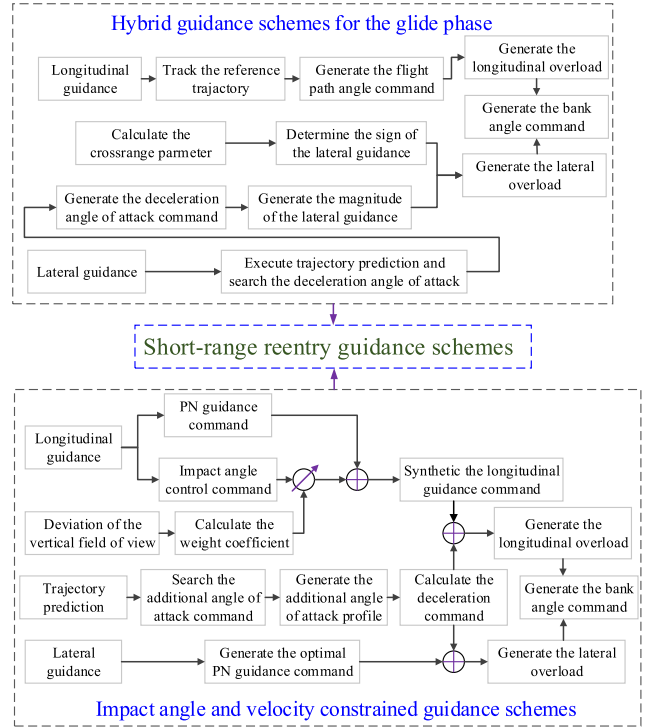 Hybrid guidance schemes for the glide phase
Longitudinal
guidance
Track the reference
trajactory
Generate the flight
path angle command
Generate the
longitudinal overload
Generate the bank
angle command
Calculate the
crossrange parmeter
Determine the sign of
the lateral guidance
Generate the lateral
overload
Generate the deceleration
angle of attack command
Generate the magnitude
of the lateral guidance
Lateral guidance
Execute trajectory prediction and
search the deceleration angle of attack
Short-range reentry guidance schemes
PN guidance
command
Longitudinal
guidance
Impact angle
control command
Synthetic the longitudinal
guidance command
Deviation of the
vertical field of view
Calculate the
weight coefficient
Generate the
longitudinal overload
Trajectory
prediction
Search the
additional angle of
attack command
Generate the
additional angle
of attack profile
Calculate the
deceleration
command
Generate the bank
angle command
Lateral
guidance
Generate the optimal
PN guidance command
Generate the lateral
overload
Impact angle and velocity constrained guidance schemes